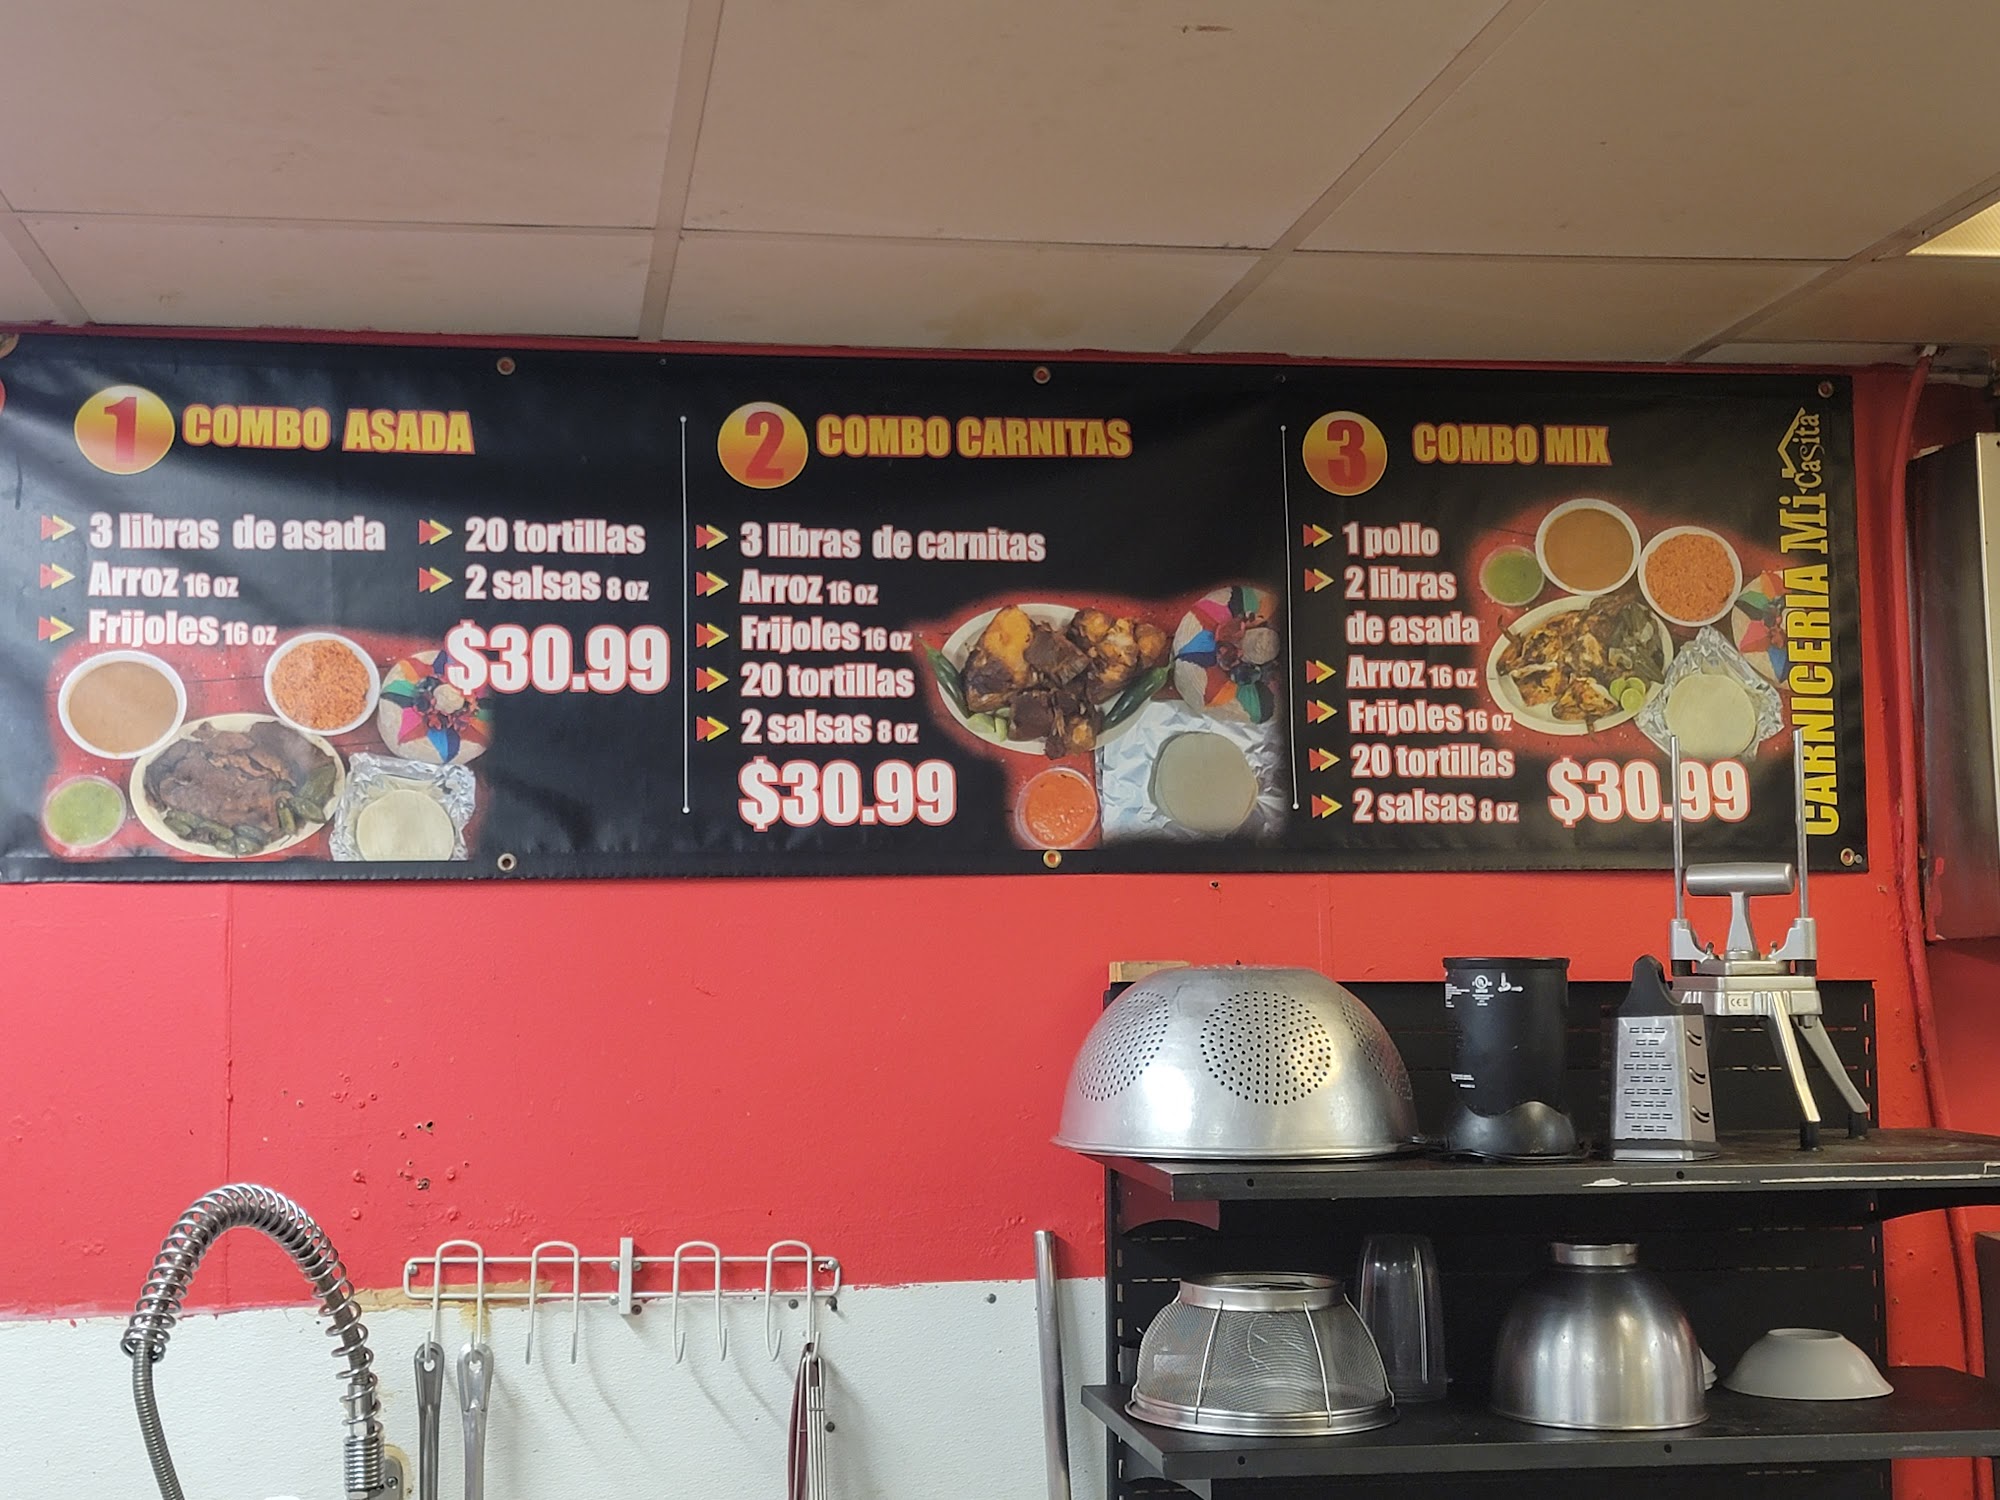 1 COMBO ASADA
3 libras de asada
Arroz 16 oz
Frijoles 16 oz
20 tortillas
2 salsas 8 oz
$30.99
2 COMBO CARNITAS
3 libras de carnitas
Arroz 16 oz
Frijoles 16 oz
20 tortillas
2 salsas 8 oz
$30.99
3 COMBO MIX
1 pollo
2 libras
de asada
Arroz 16 oz
Frijoles 16 oz
20 tortillas
2 salsas 8 oz
$30.99
CARNICERIA Mi Casita
CE